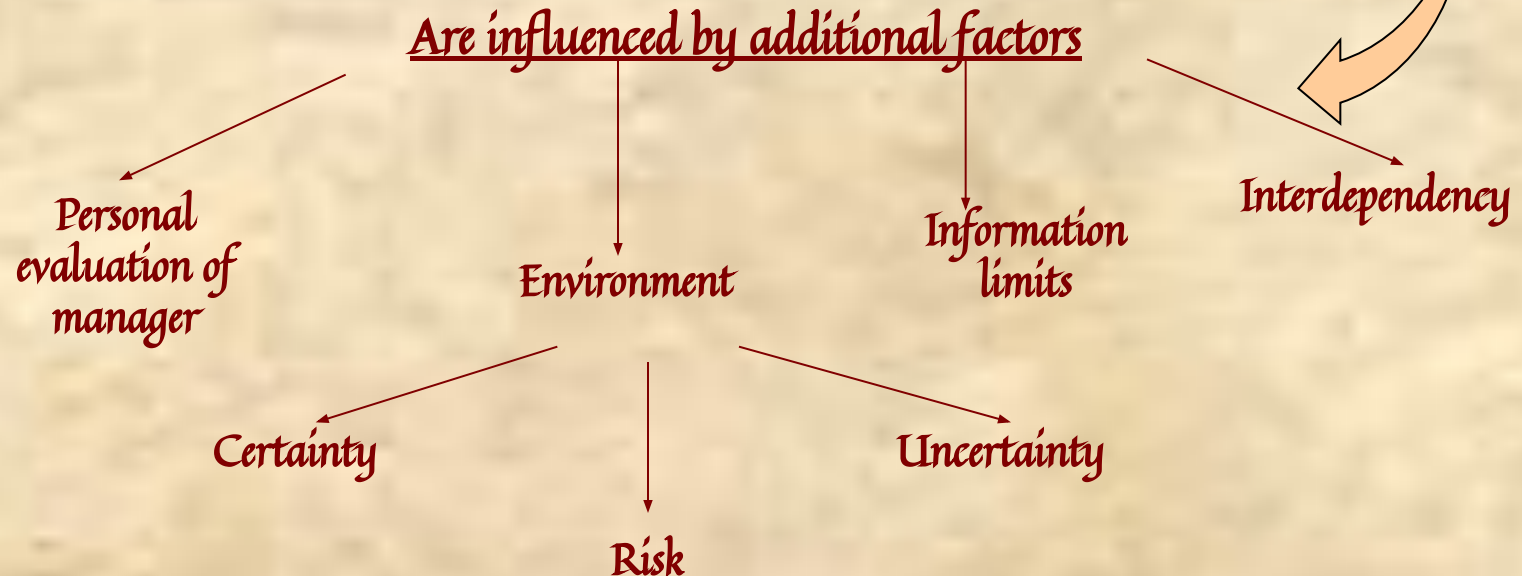 Are influenced by additional factors
Personal
evaluation of
manager
Environment
Information
limits
Interdependency
Certainty
Risk
Uncertainty